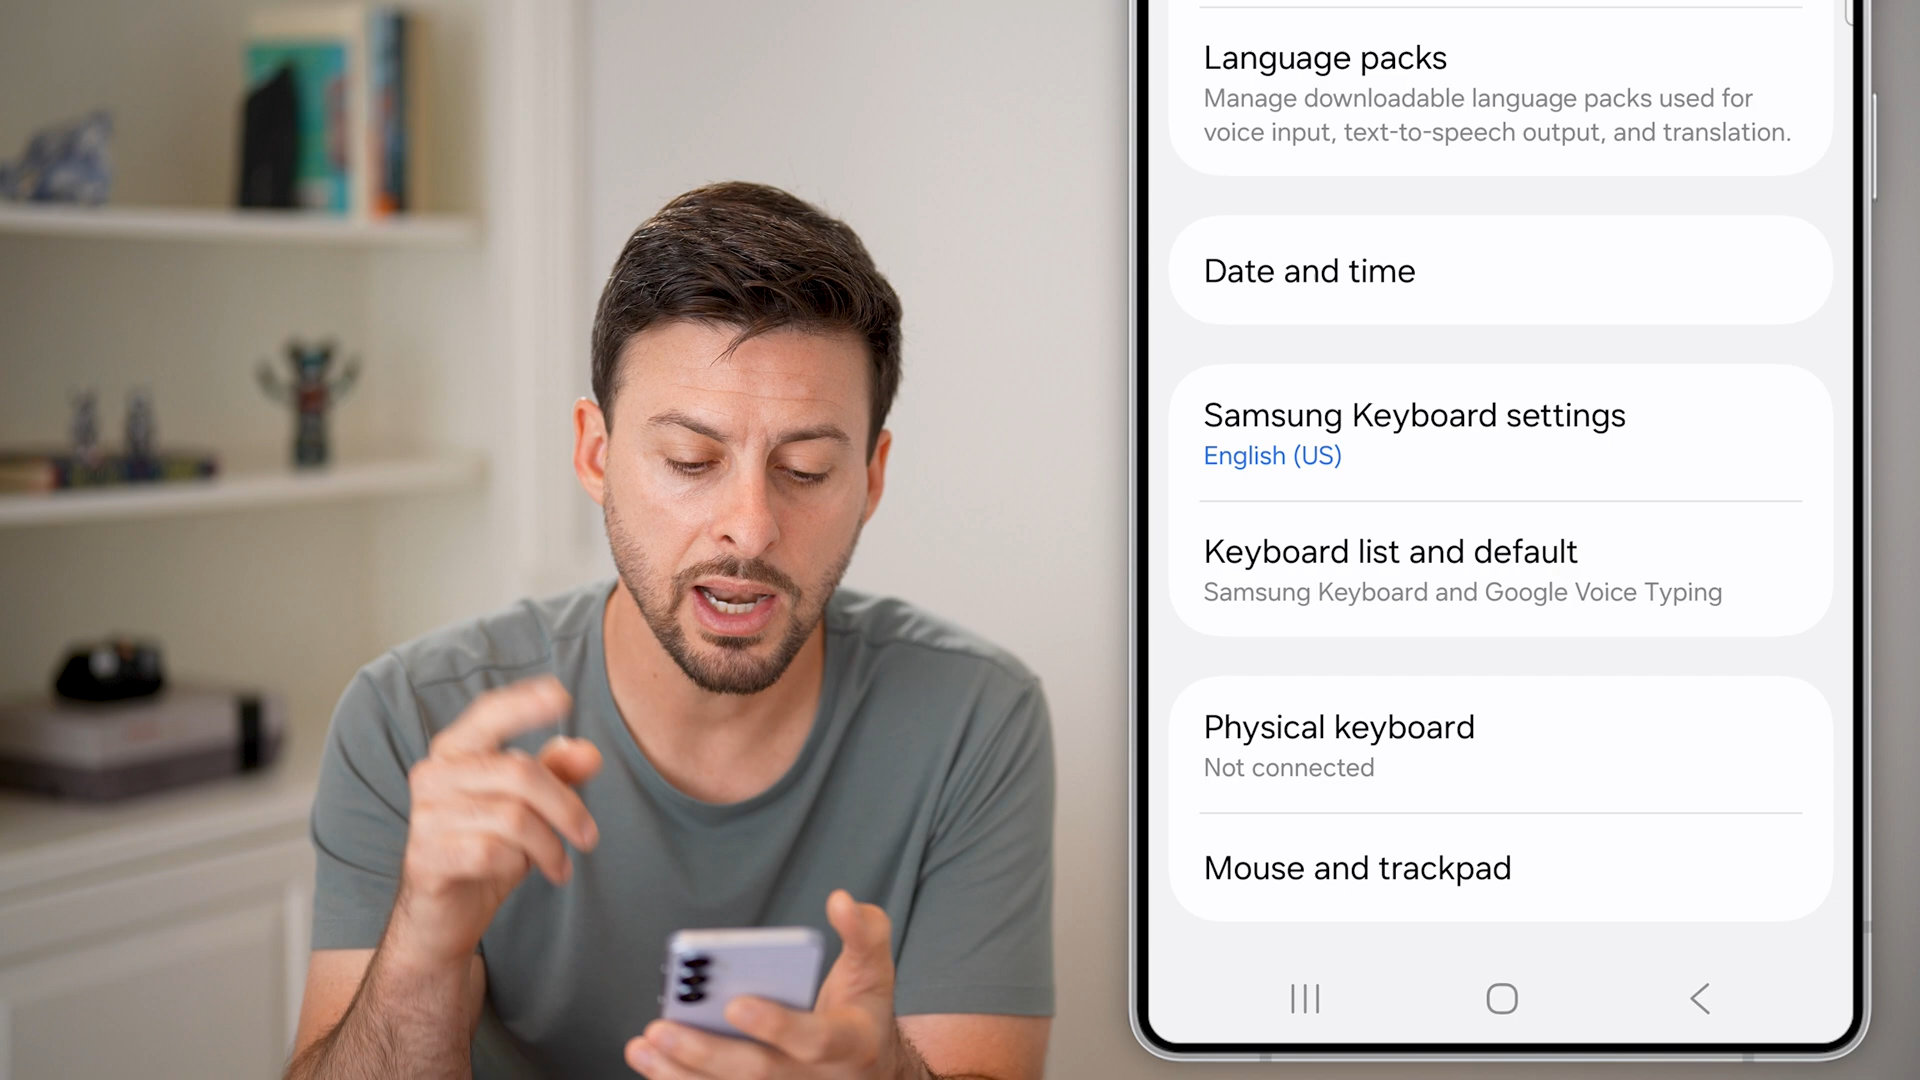 Language packs
Manage downloadable language packs used for
voice input, text-to-speech output, and translation.
Date and time
Samsung Keyboard settings
English (US)
Keyboard list and default
Samsung Keyboard and Google Voice Typing
Physical keyboard
Not connected
Mouse and trackpad